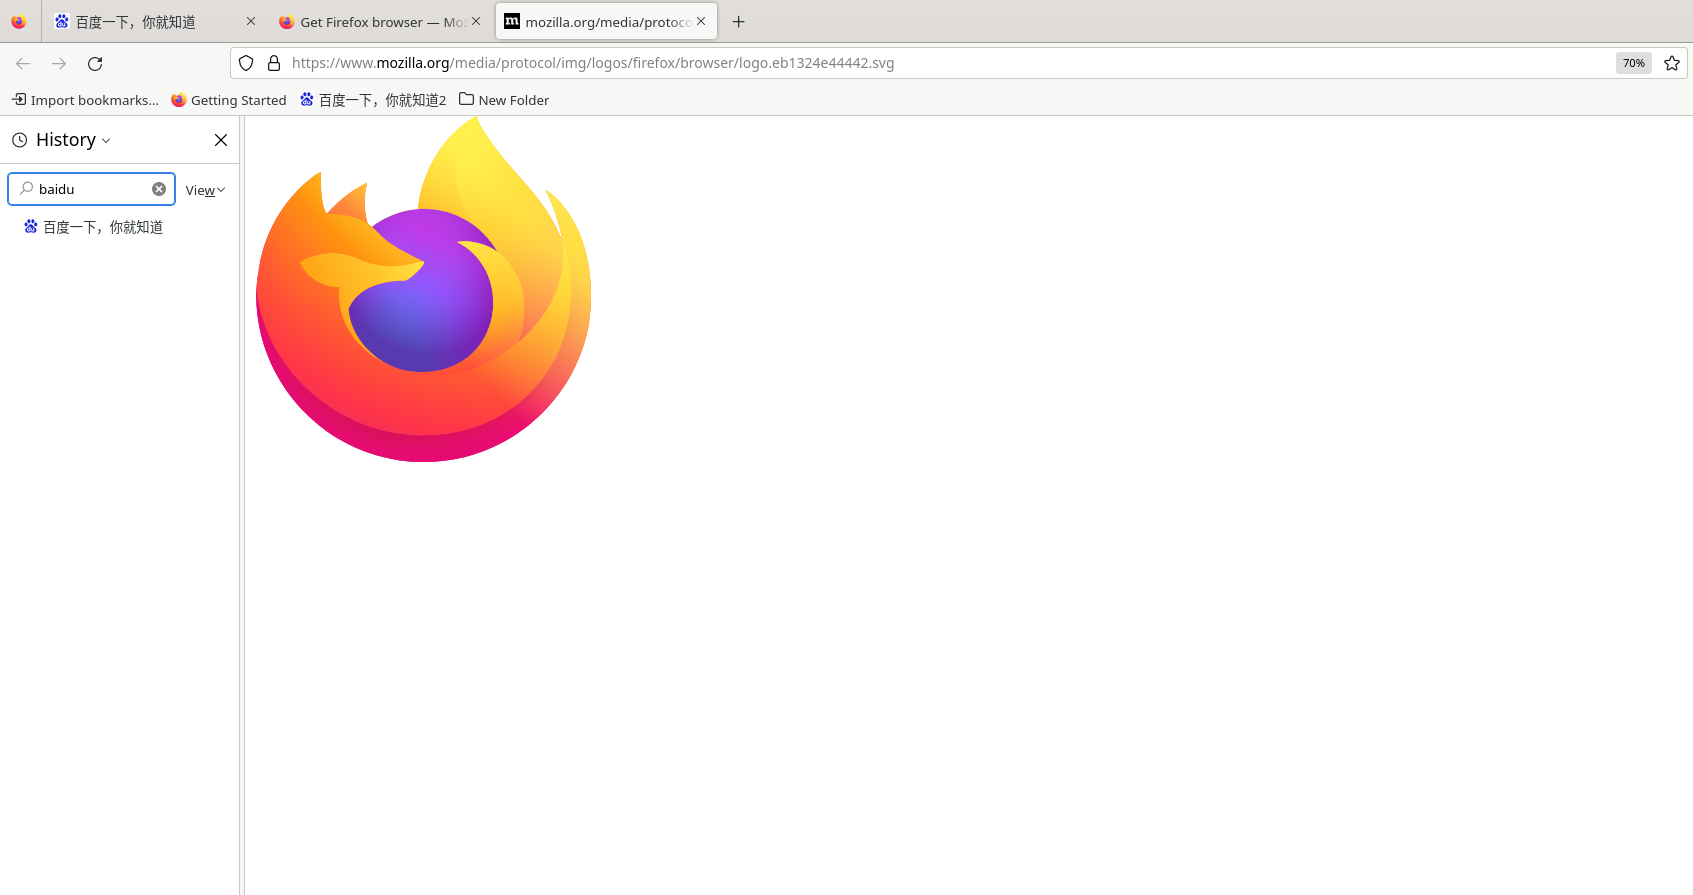 百度一下，你就知道
Get Firefox browser — Moz
mozilla.org/media/protoco
https://www.mozilla.org/media/protocol/img/logos/firefox/browser/logo.eb1324e44442.svg
70%
Import bookmarks...
Getting Started
百度一下，你就知道2
New Folder
History
baidu
View
百度一下，你就知道